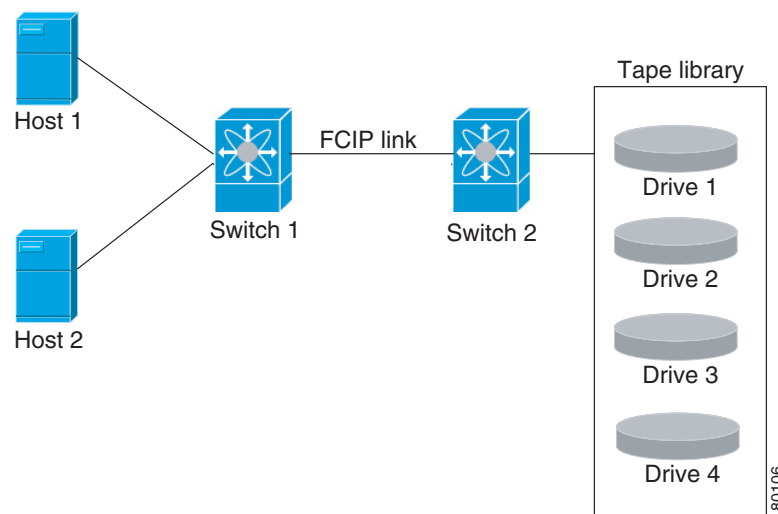 Tape library
Host 1
FCIP link
Drive 1
Switch 1
Switch 2
Drive 2
Host 2
Drive 3
Drive 4
80106